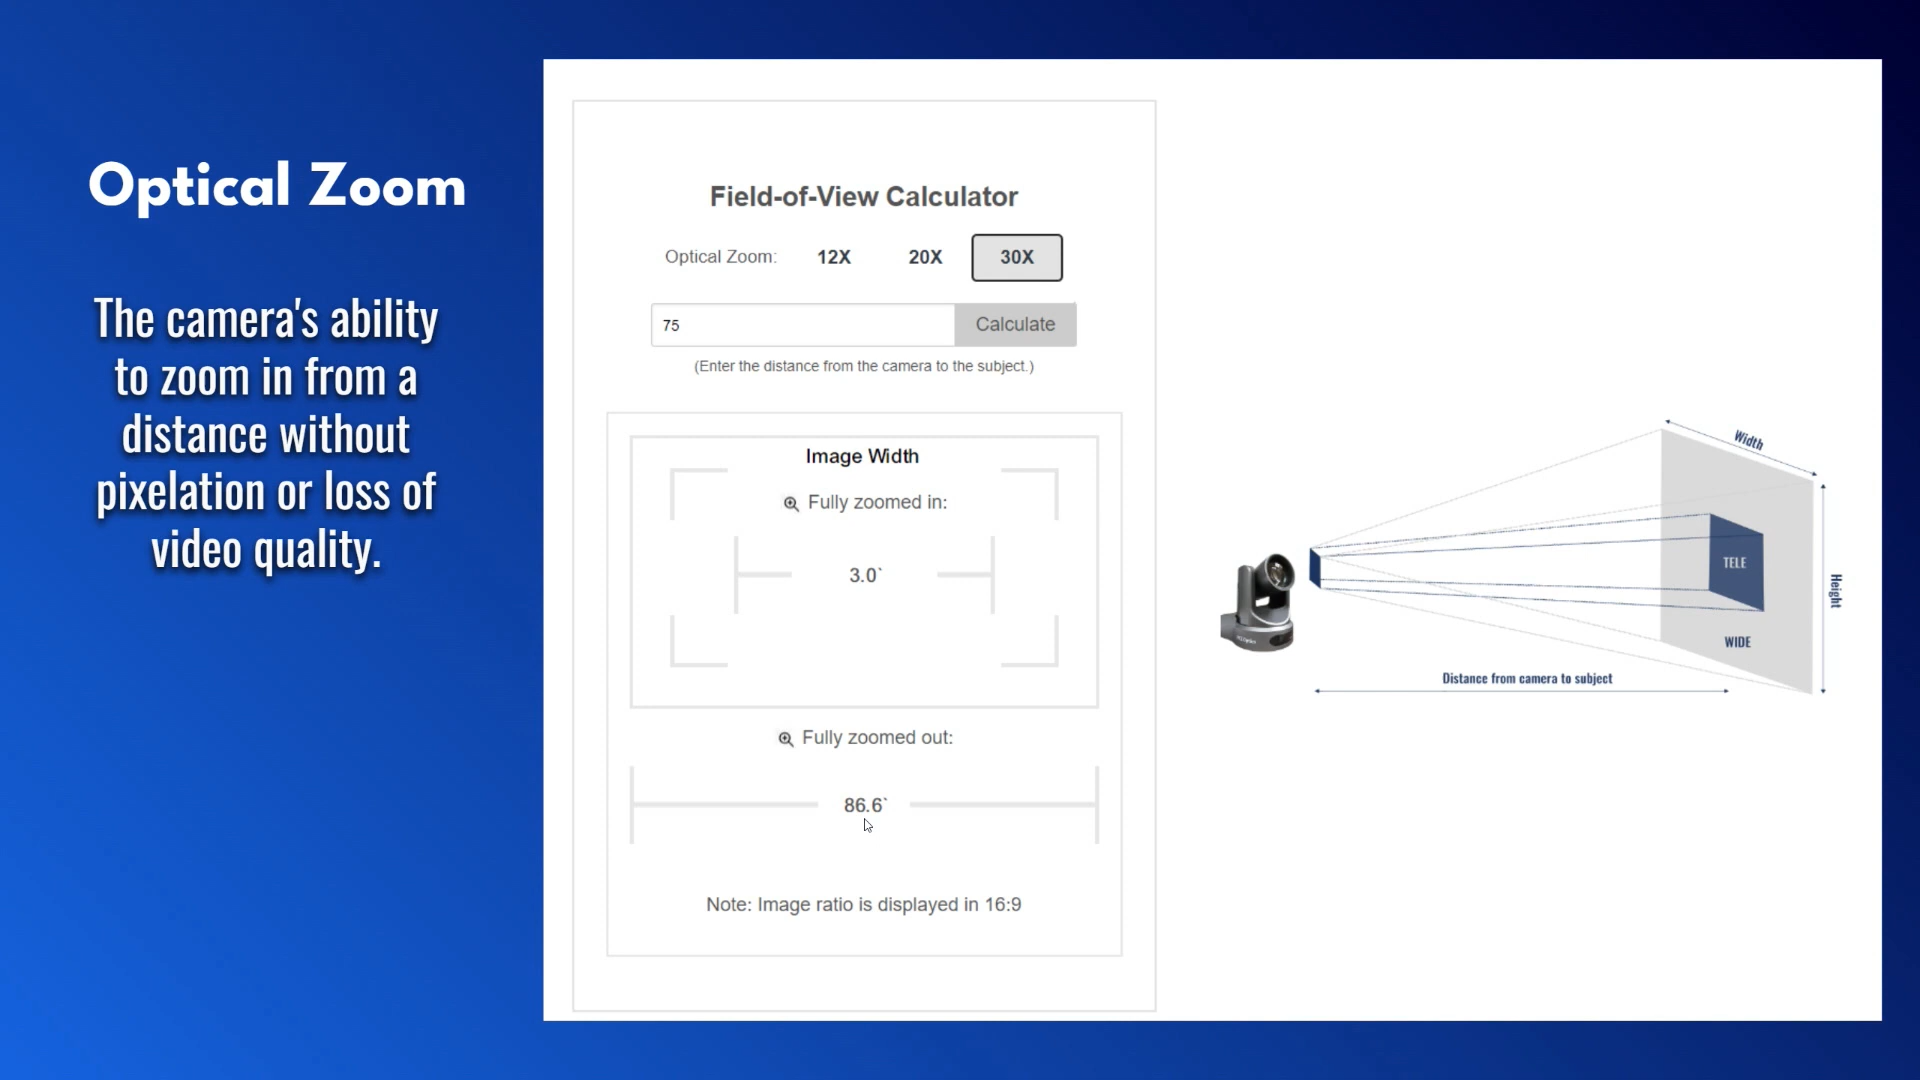 Optical Zoom
The camera's ability
to zoom in from a
distance without
pixelation or loss of
video quality.
Field-of-View Calculator
Optical Zoom: 12X 20X 30X
75 Calculate
(Enter the distance from the camera to the subject.)
Image Width
Fully zoomed in:
3.0`
Fully zoomed out:
86.6`
Note: Image ratio is displayed in 16:9
Width
TELE
Height
WIDE
Distance from camera to subject